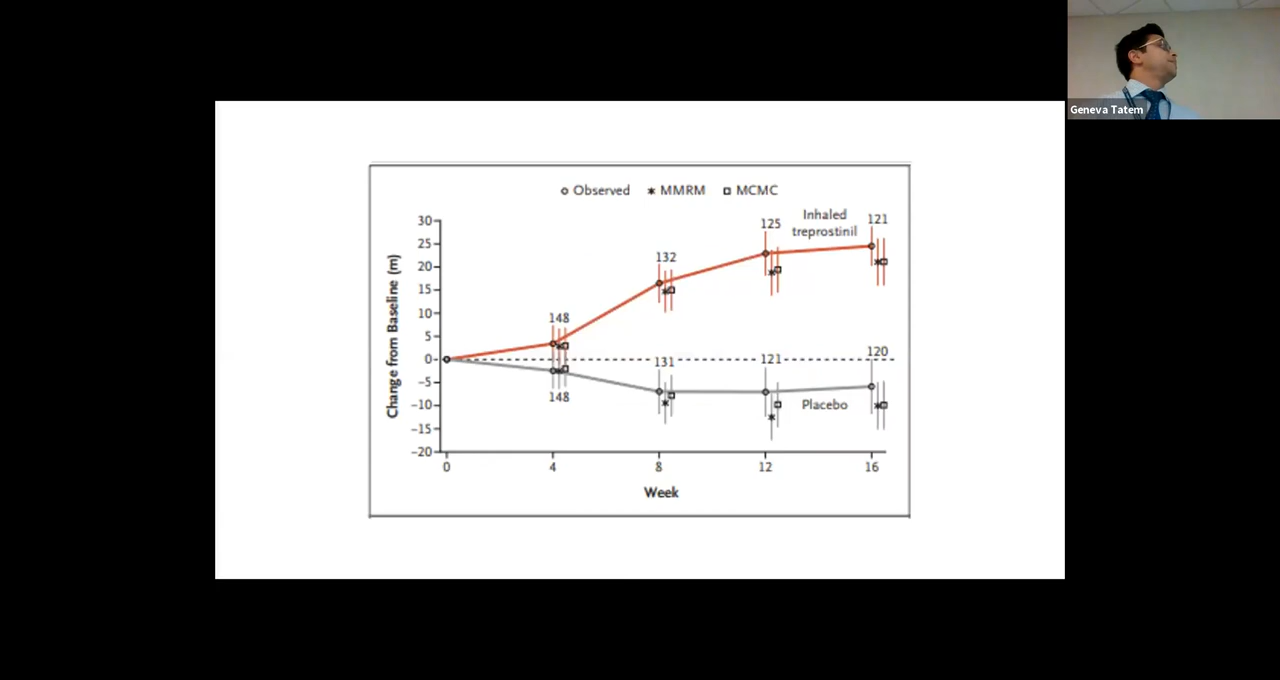 Geneva Tatem
Observed MMRM MCMC
Inhaled
treprostinil
Change from Baseline (m)
30
25
20
15
10
5
0
−5
−10
−15
−20
148
132
125
121
148
131
121
120
Placebo
0 4 8 12 16
Week